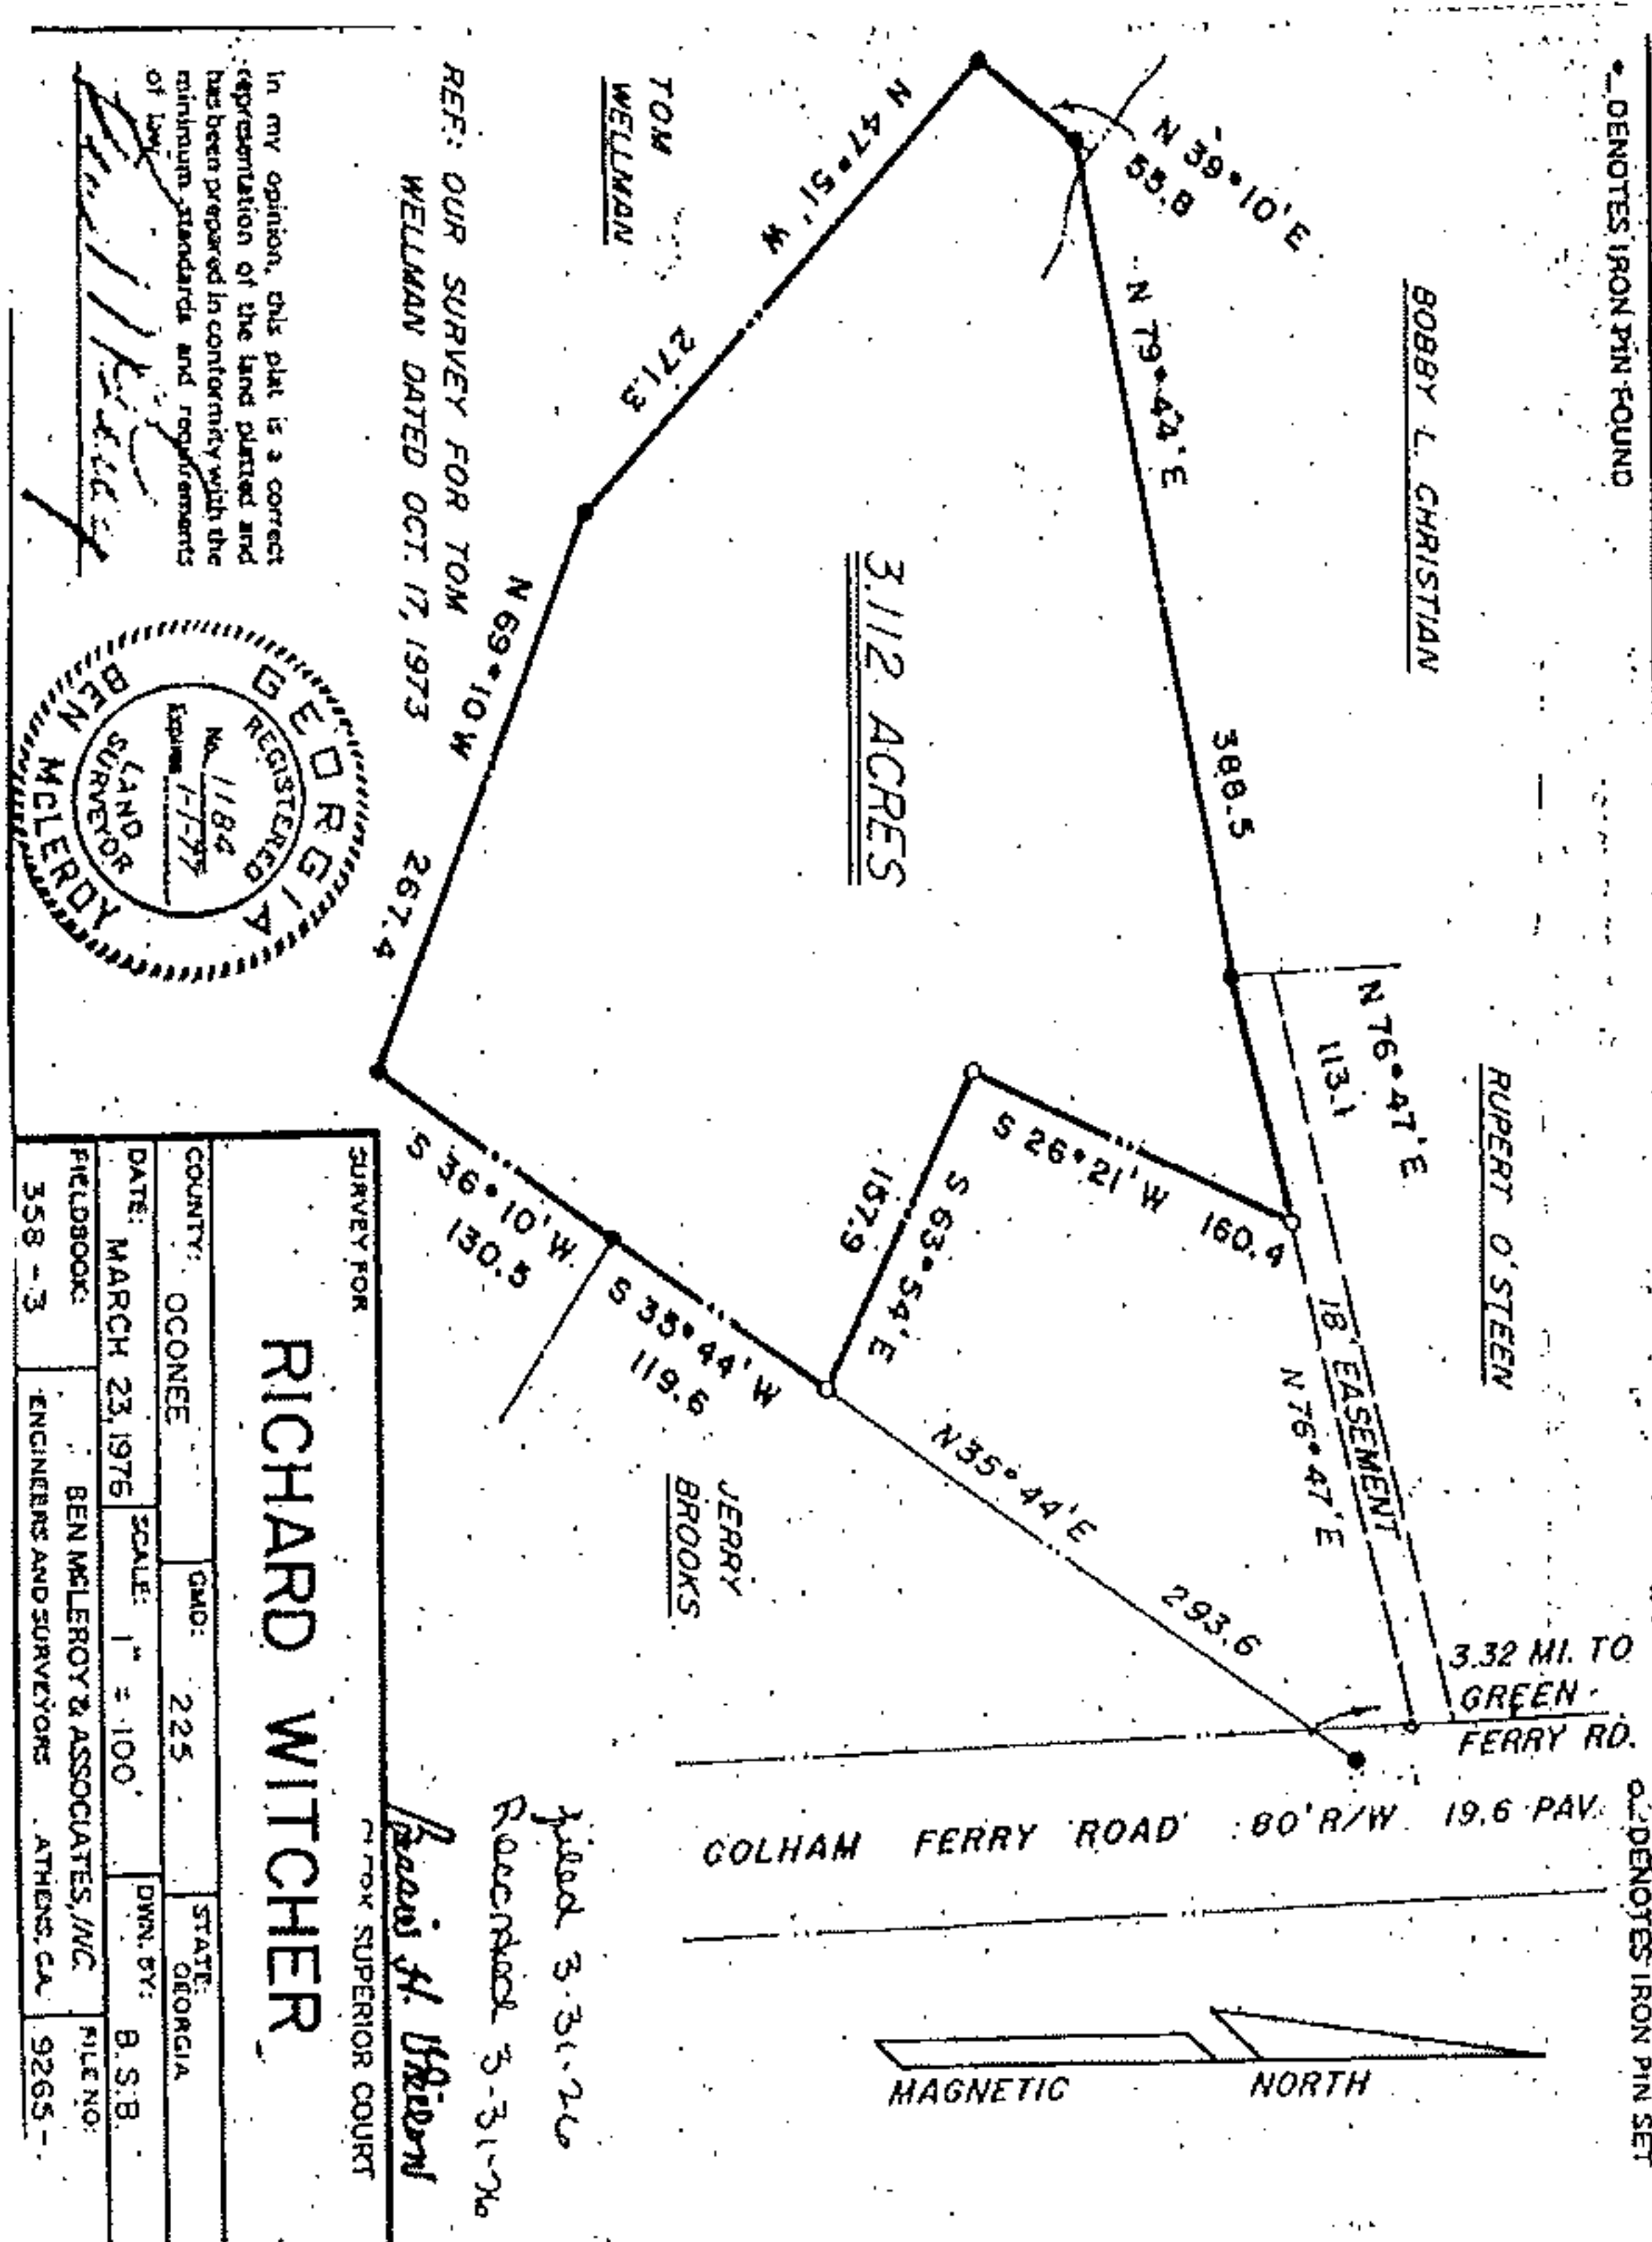 •_DENOTES IRON PIN FOUND
o_DENOTES IRON PIN SET
BOBBY L. CHRISTIAN
RUPERT O'STEEN
N 39°10'E
55.8
N 79°44'E
388.5
N 76°47'E
113.1
18' EASEMENT
N 76°47'E
3.32 MI. TO
GREEN
FERRY RD.
COLHAM FERRY ROAD 80' R/W 19.6 PAV.
MAGNETIC NORTH
S 26°21'W 160.4
S 63°54'E
157.9
N35°44'E
293.6
3.112 ACRES
N 47°51' W
271.3
N 69°10 W 267.4
S 36°10'W
130.5
S 35°44' W
119.6
TOM
WELLMAN
JERRY
BROOKS
REF: OUR SURVEY FOR TOM
WELLMAN DATED OCT. 17, 1973
Filed 3-31-76
Recorded 3-31-76
SUPERIOR COURT
In my opinion, this plat is a correct
representation of the land platted and
has been prepared in conformity with the
minimum standards and requirements
of law.
GEORGIA
REGISTERED
No. 1184
Expires 1-1-77
LAND
SURVEYOR
BEN MCLEROY
SURVEY FOR
RICHARD WITCHER
COUNTY: OCONEE GMD: 225 STATE: GEORGIA
DATE: MARCH 23, 1976 SCALE: 1" = 100' DWN. BY: B.S.B.
FIELDBOOK: 358-3 BEN MCLEROY & ASSOCIATES, INC. FILE NO: 9265
ENGINEERS AND SURVEYORS ATHENS, GA.